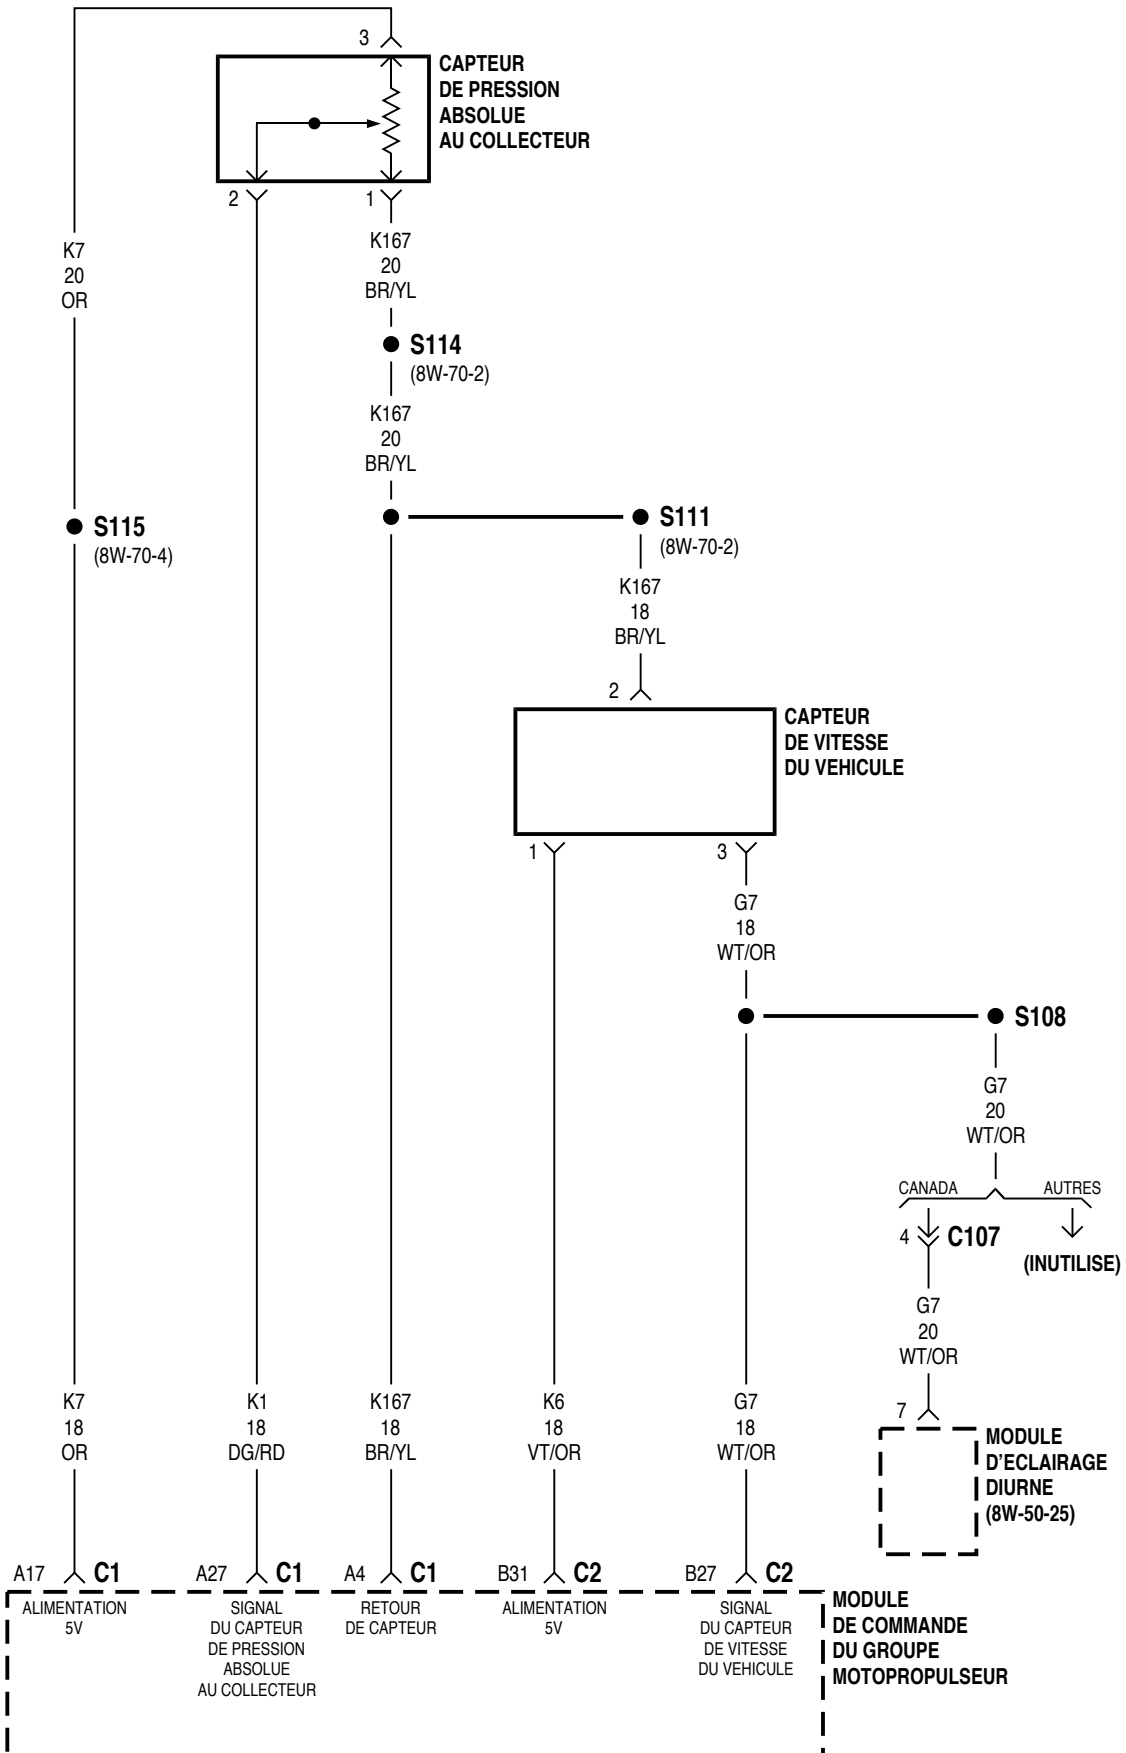 3
CAPTEUR
DE PRESSION
ABSOLUE
AU COLLECTEUR
2
1
K7
20
OR
K167
20
BR/YL
S114
(8W-70-2)
K167
20
BR/YL
S115
(8W-70-4)
S111
(8W-70-2)
K167
18
BR/YL
2
CAPTEUR
DE VITESSE
DU VEHICULE
1
3
G7
18
WT/OR
S108
G7
20
WT/OR
CANADA
AUTRES
4
C107
(INUTILISE)
G7
20
WT/OR
7
MODULE
D'ECLAIRAGE
DIURNE
(8W-50-25)
K7
18
OR
K1
18
DG/RD
K167
18
BR/YL
K6
18
VT/OR
G7
18
WT/OR
A17
C1
A27
C1
A4
C1
B31
C2
B27
C2
ALIMENTATION
5V
SIGNAL
DU CAPTEUR
DE PRESSION
ABSOLUE
AU COLLECTEUR
RETOUR
DE CAPTEUR
ALIMENTATION
5V
SIGNAL
DU CAPTEUR
DE VITESSE
DU VEHICULE
MODULE
DE COMMANDE
DU GROUPE
MOTOPROPULSEUR